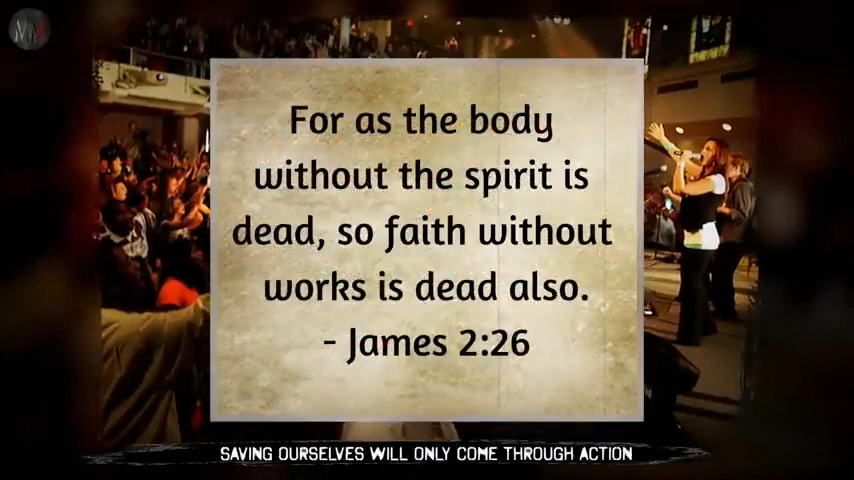 MM
For as the body
without the spirit is
dead, so faith without
works is dead also.
- James 2:26
SAVING OURSELVES WILL ONLY COME THROUGH ACTION